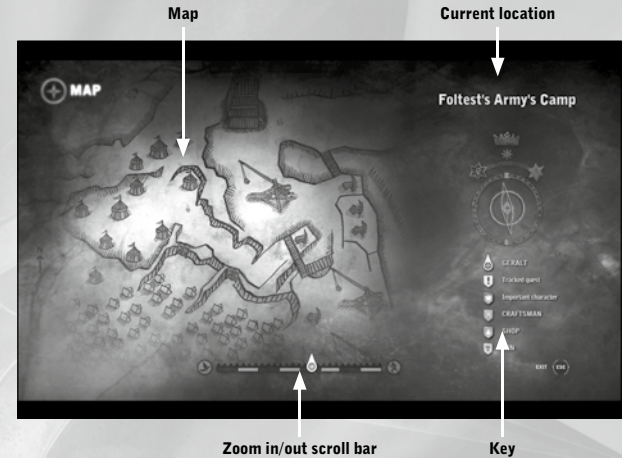 Map
Current location
MAP
Foltest's Army's Camp
GERALT
Tracked quest
Important character
CRAFTSMAN
SHOP
EXIT ESC
Zoom in/out scroll bar
Key